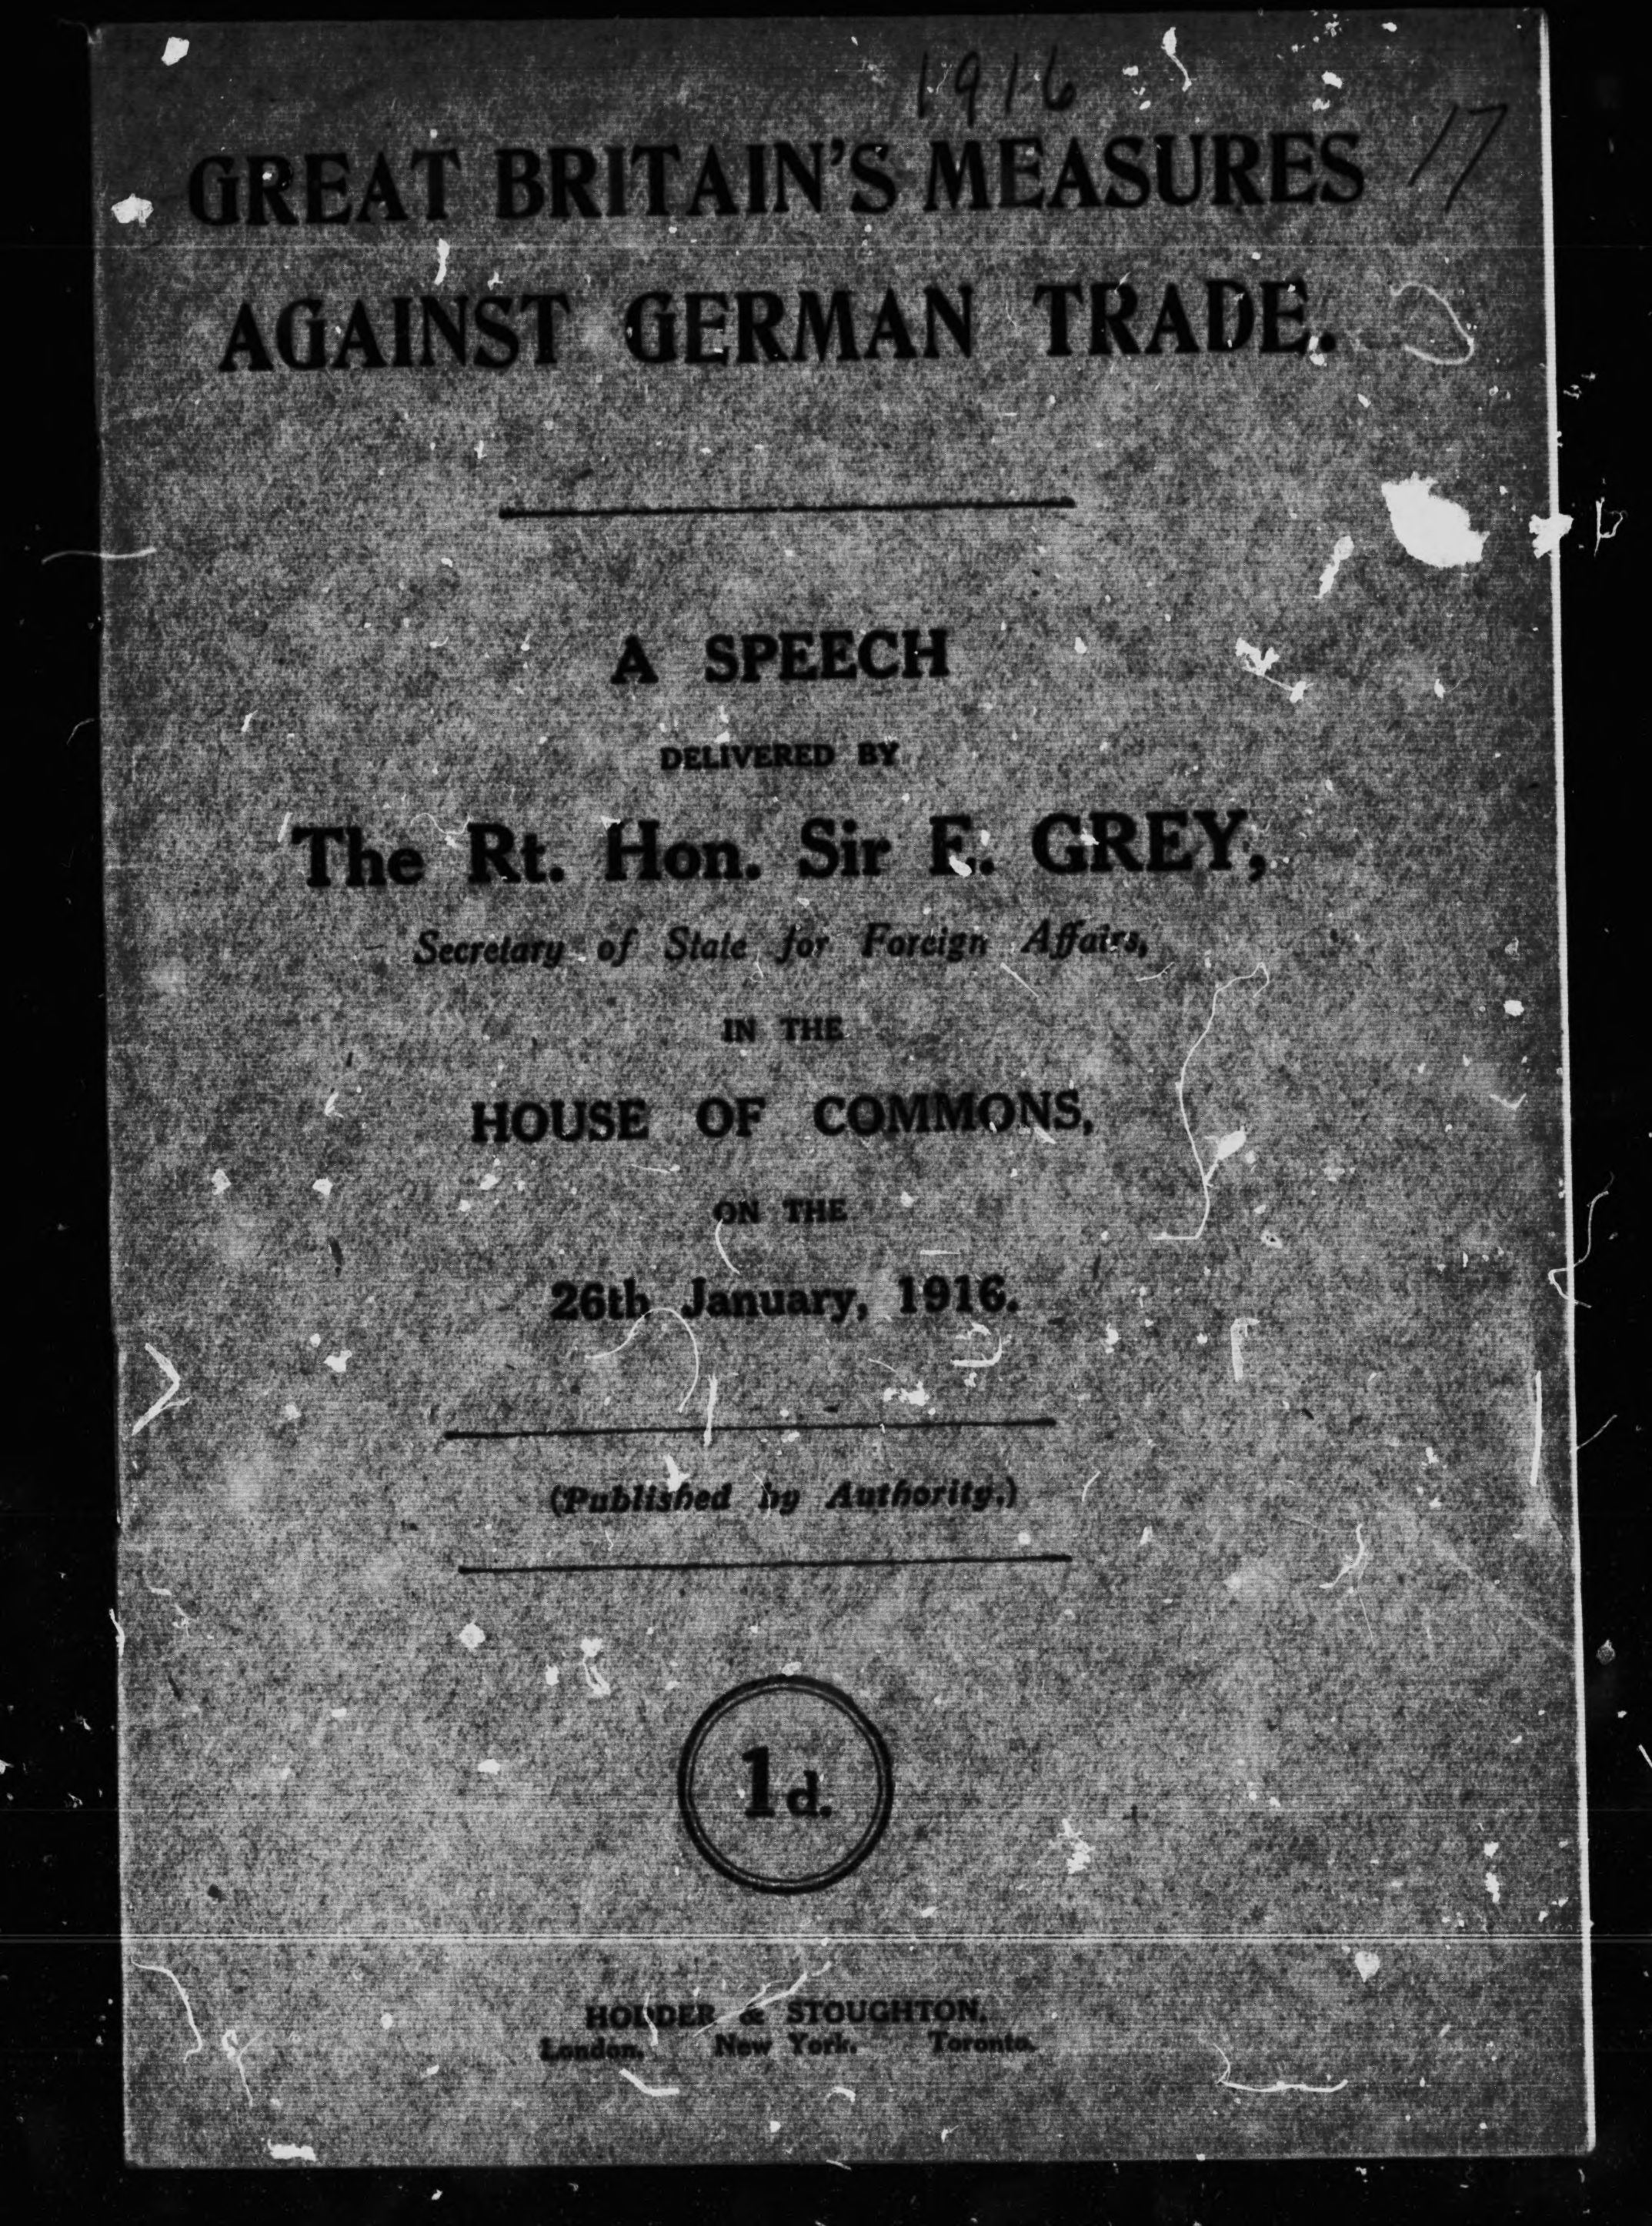 1916
17
GREAT BRITAIN'S MEASURES
AGAINST GERMAN TRADE.
A SPEECH
DELIVERED BY
The Rt. Hon. Sir E. GREY,
Secretary of State for Foreign Affairs,
IN THE
HOUSE OF COMMONS,
ON THE
26th January, 1916.
(Published by Authority.)
1d.
HODDER & STOUGHTON,
London. New York. Toronto.